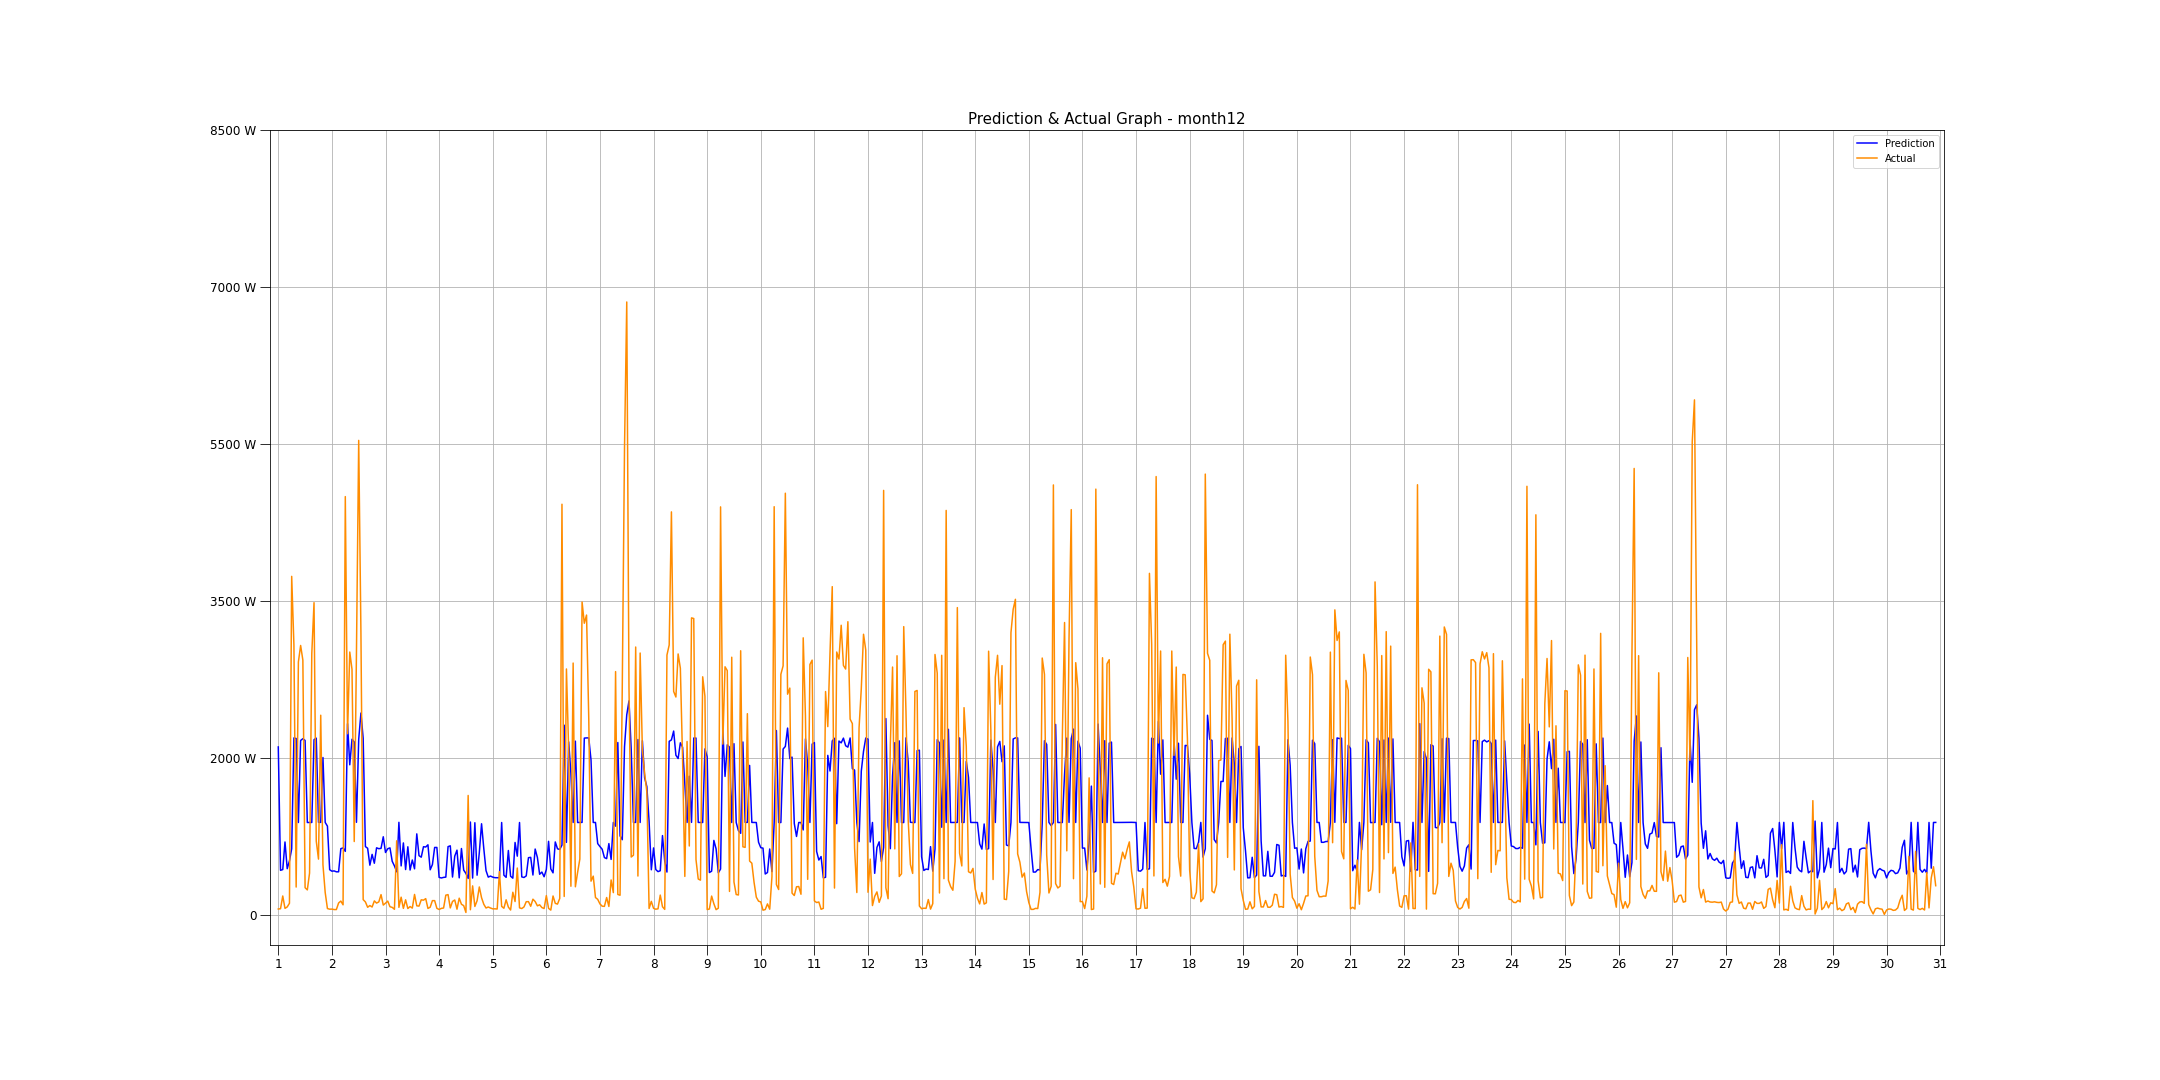 Prediction & Actual Graph - month12
8500 W
7000 W
5500 W
3500 W
2000 W
0
Prediction
Actual
1 2 3 4 5 6 7 8 9 10 11 12 13 14 15 16 17 18 19 20 21 22 23 24 25 26 27 27 28 29 30 31